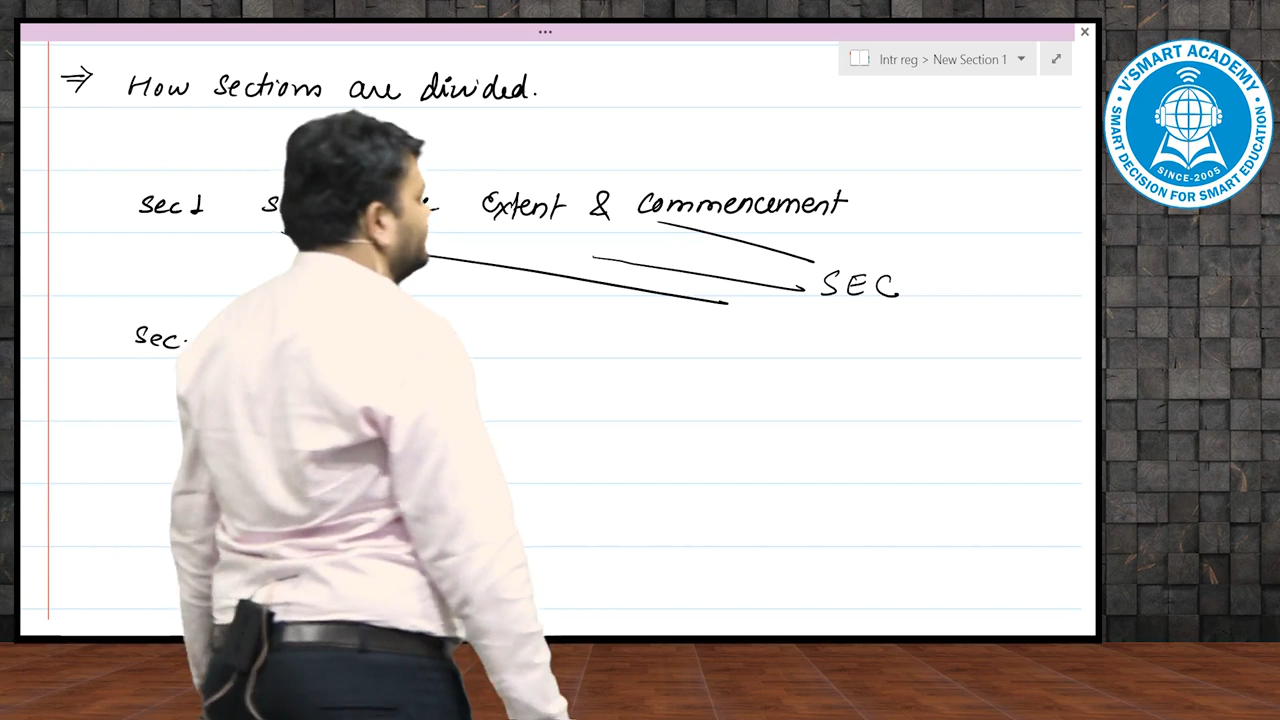 ⇒ How sections are divided.
Intr reg > New Section 1
sec 1 Extent & Commencement
SEC
sec.
V'SMART ACADEMY
SINCE-2005
SMART DECISION FOR SMART EDUCATION